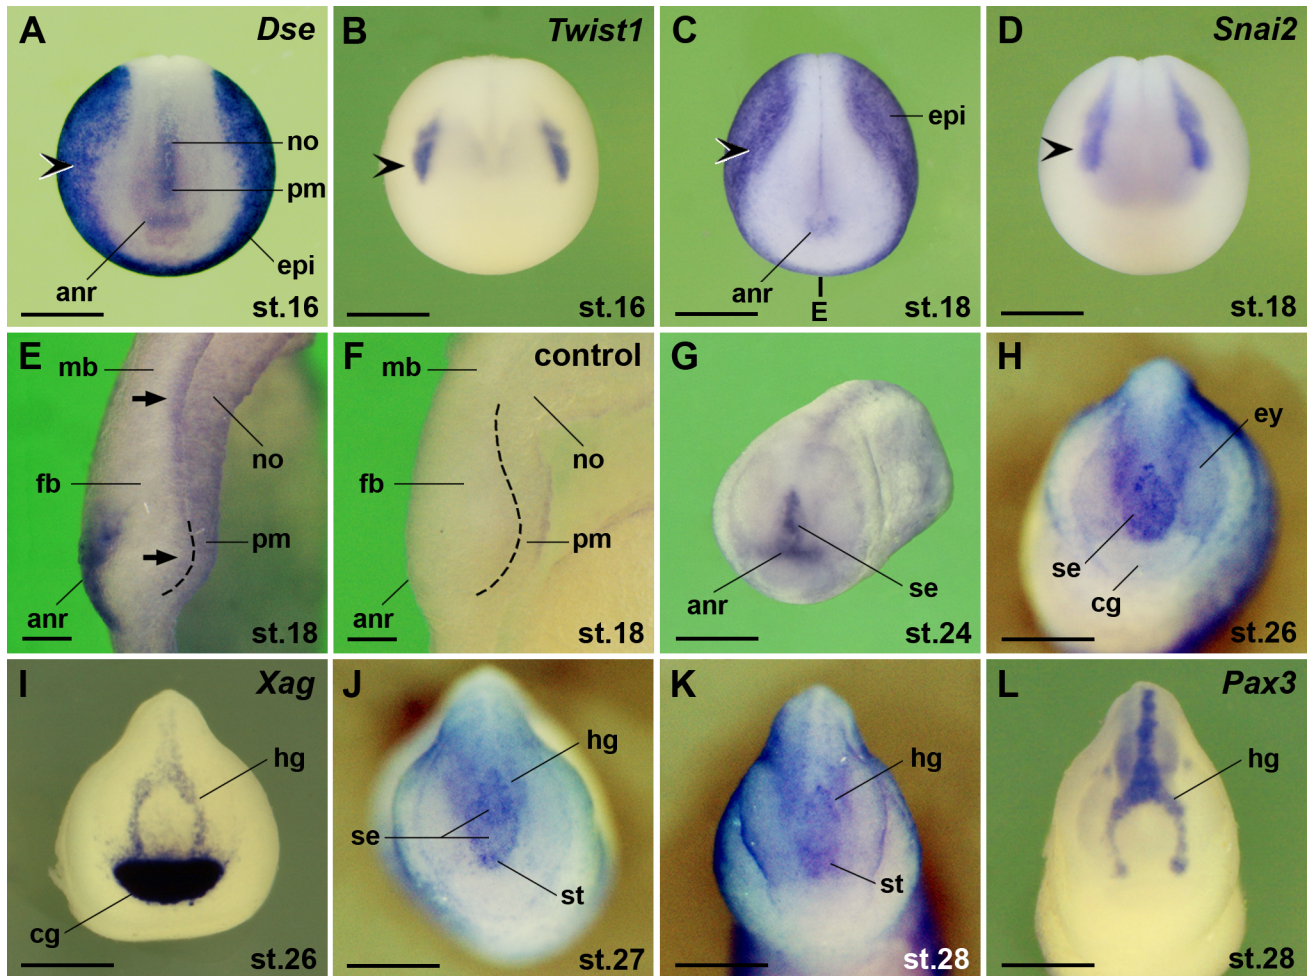 A
Dse
no
pm
anr
epi
st.16
B
Twist1
st.16
C
epi
anr
E
st.18
D
Snai2
st.18
E
mb
no
fb
pm
anr
st.18
F
control
mb
no
fb
pm
anr
st.18
G
anr
se
st.24
H
ey
se
cg
st.26
I
Xag
hg
cg
st.26
J
hg
se
st
st.27
K
hg
st
st.28
L
Pax3
hg
st.28